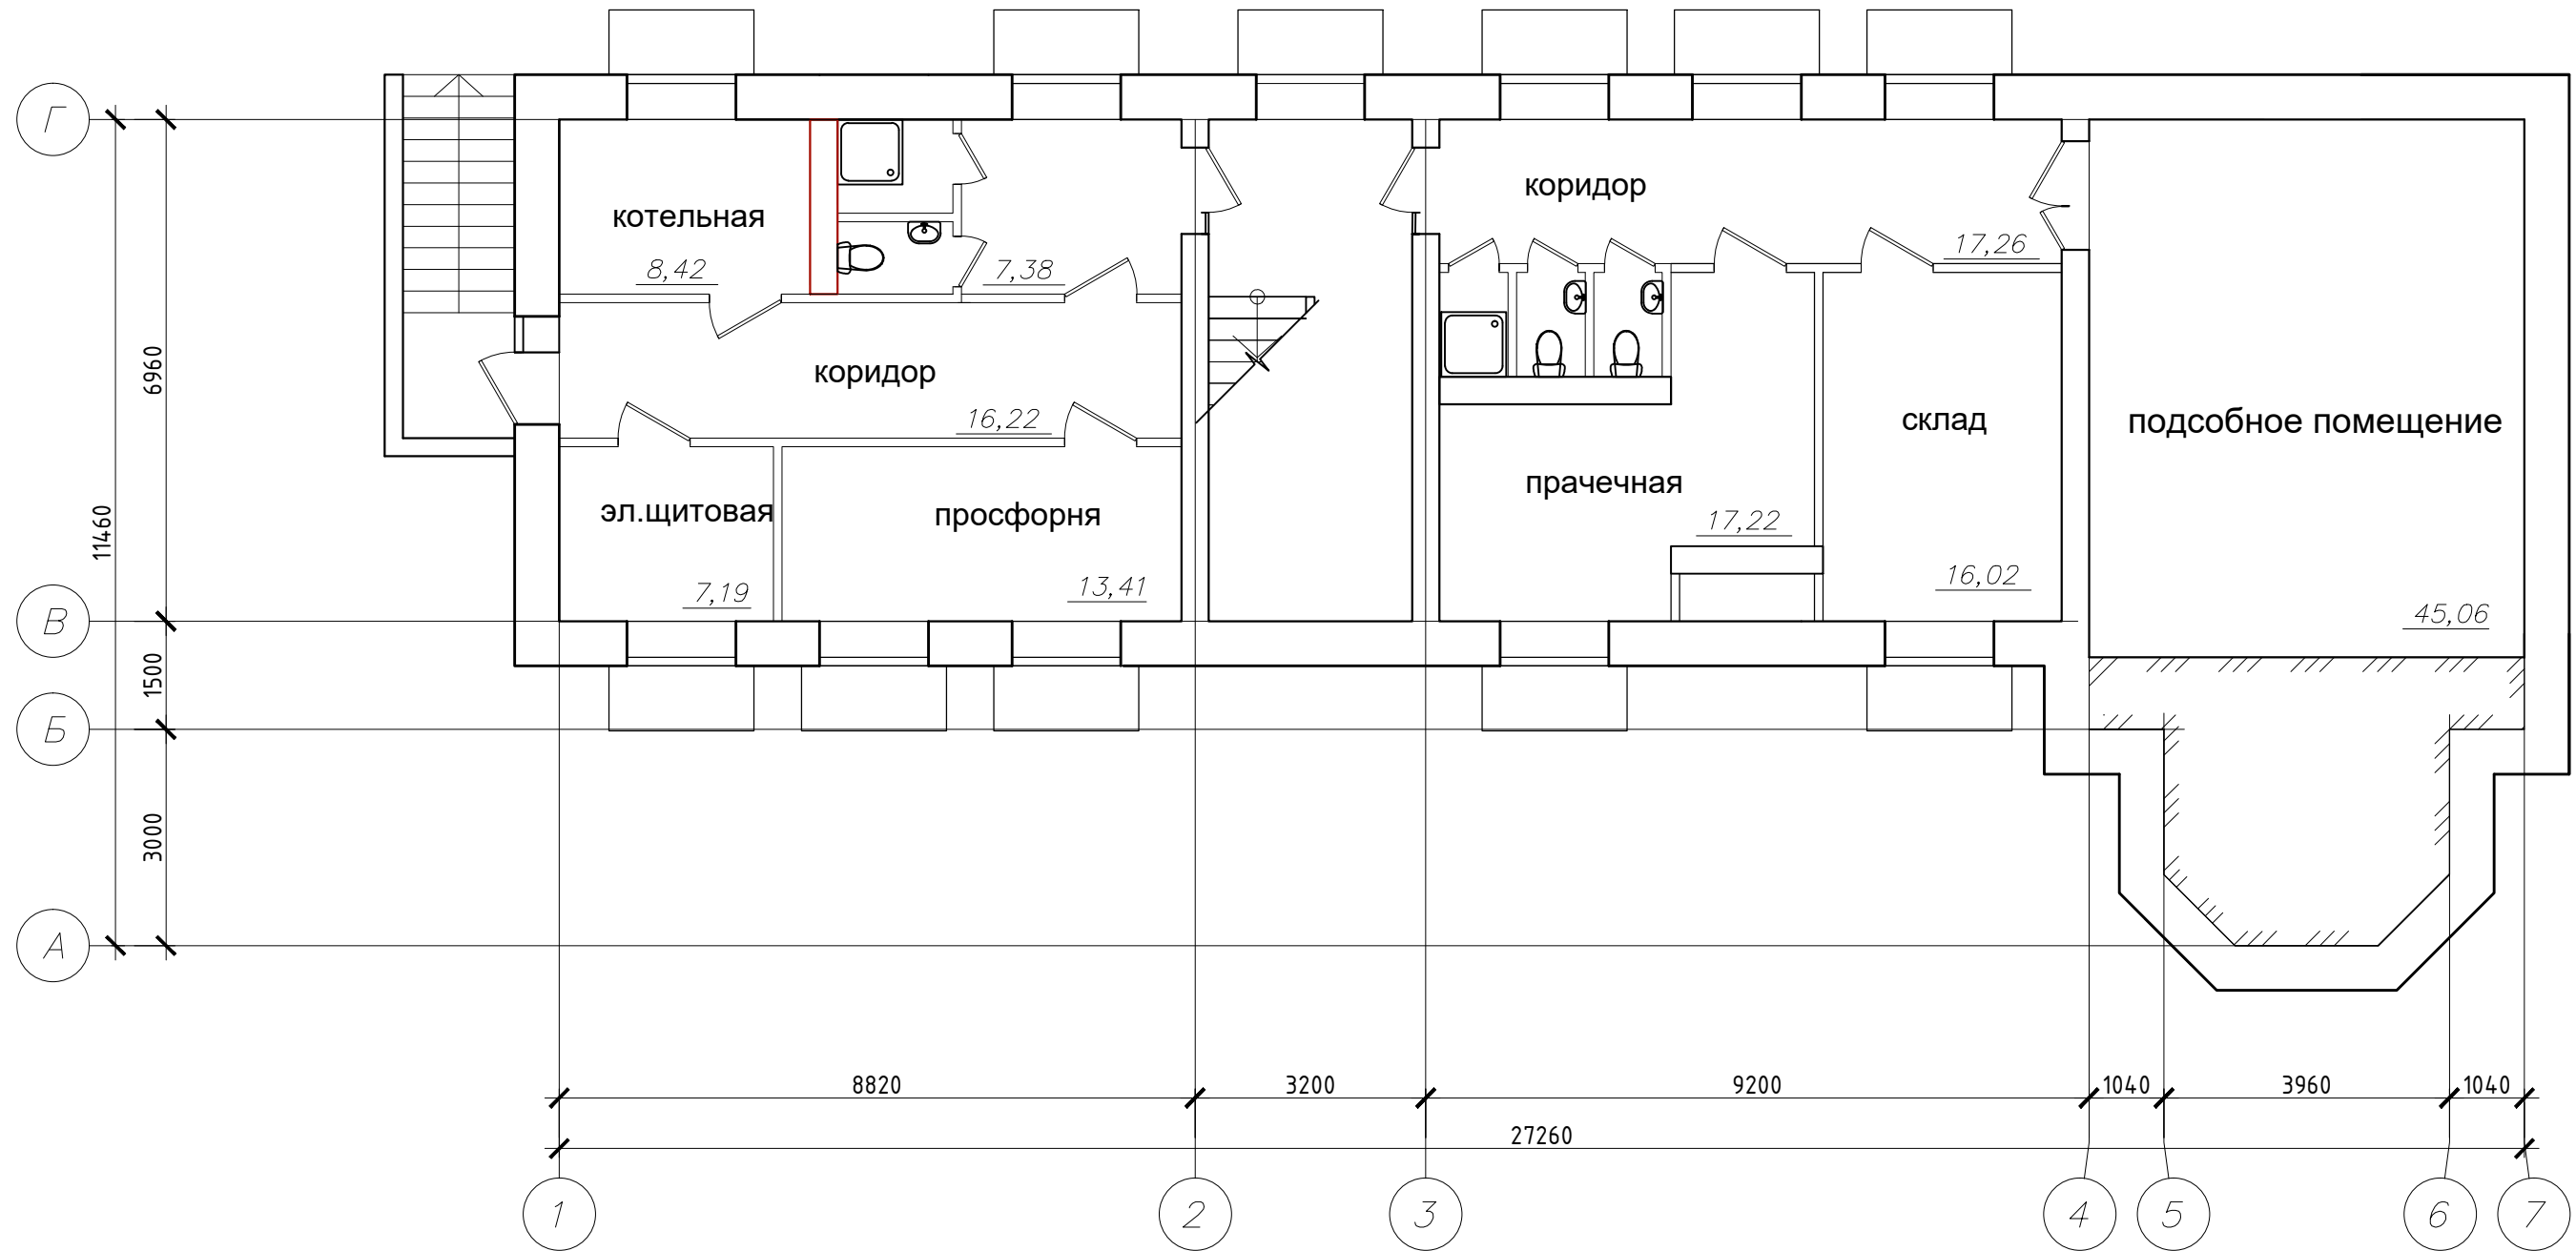 Г
В
Б
А
11460
6960
1500
3000
котельная
8,42
7,38
коридор
16,22
эл.щитовая
7,19
просфорня
13,41
коридор
17,26
прачечная
17,22
склад
16,02
подсобное помещение
45,06
8820
3200
9200
1040
3960
1040
27260
1
2
3
4
5
6
7